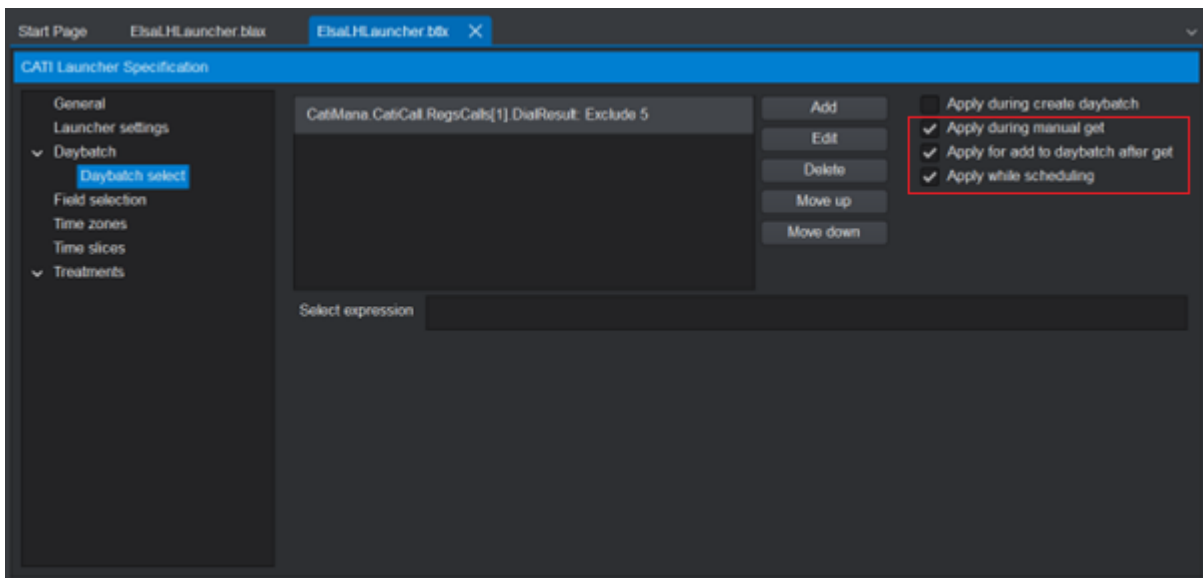 Start Page ElsaLHLauncher.blax ElsaLHLauncher.btlx
CATI Launcher Specification
General
Launcher settings
Daybatch
Daybatch select
Field selection
Time zones
Time slices
Treatments
CatiMana.CatiCall.RegsCalls[1].DialResult: Exclude 5
Add
Edit
Delete
Move up
Move down
Apply during create daybatch
Apply during manual get
Apply for add to daybatch after get
Apply while scheduling
Select expression